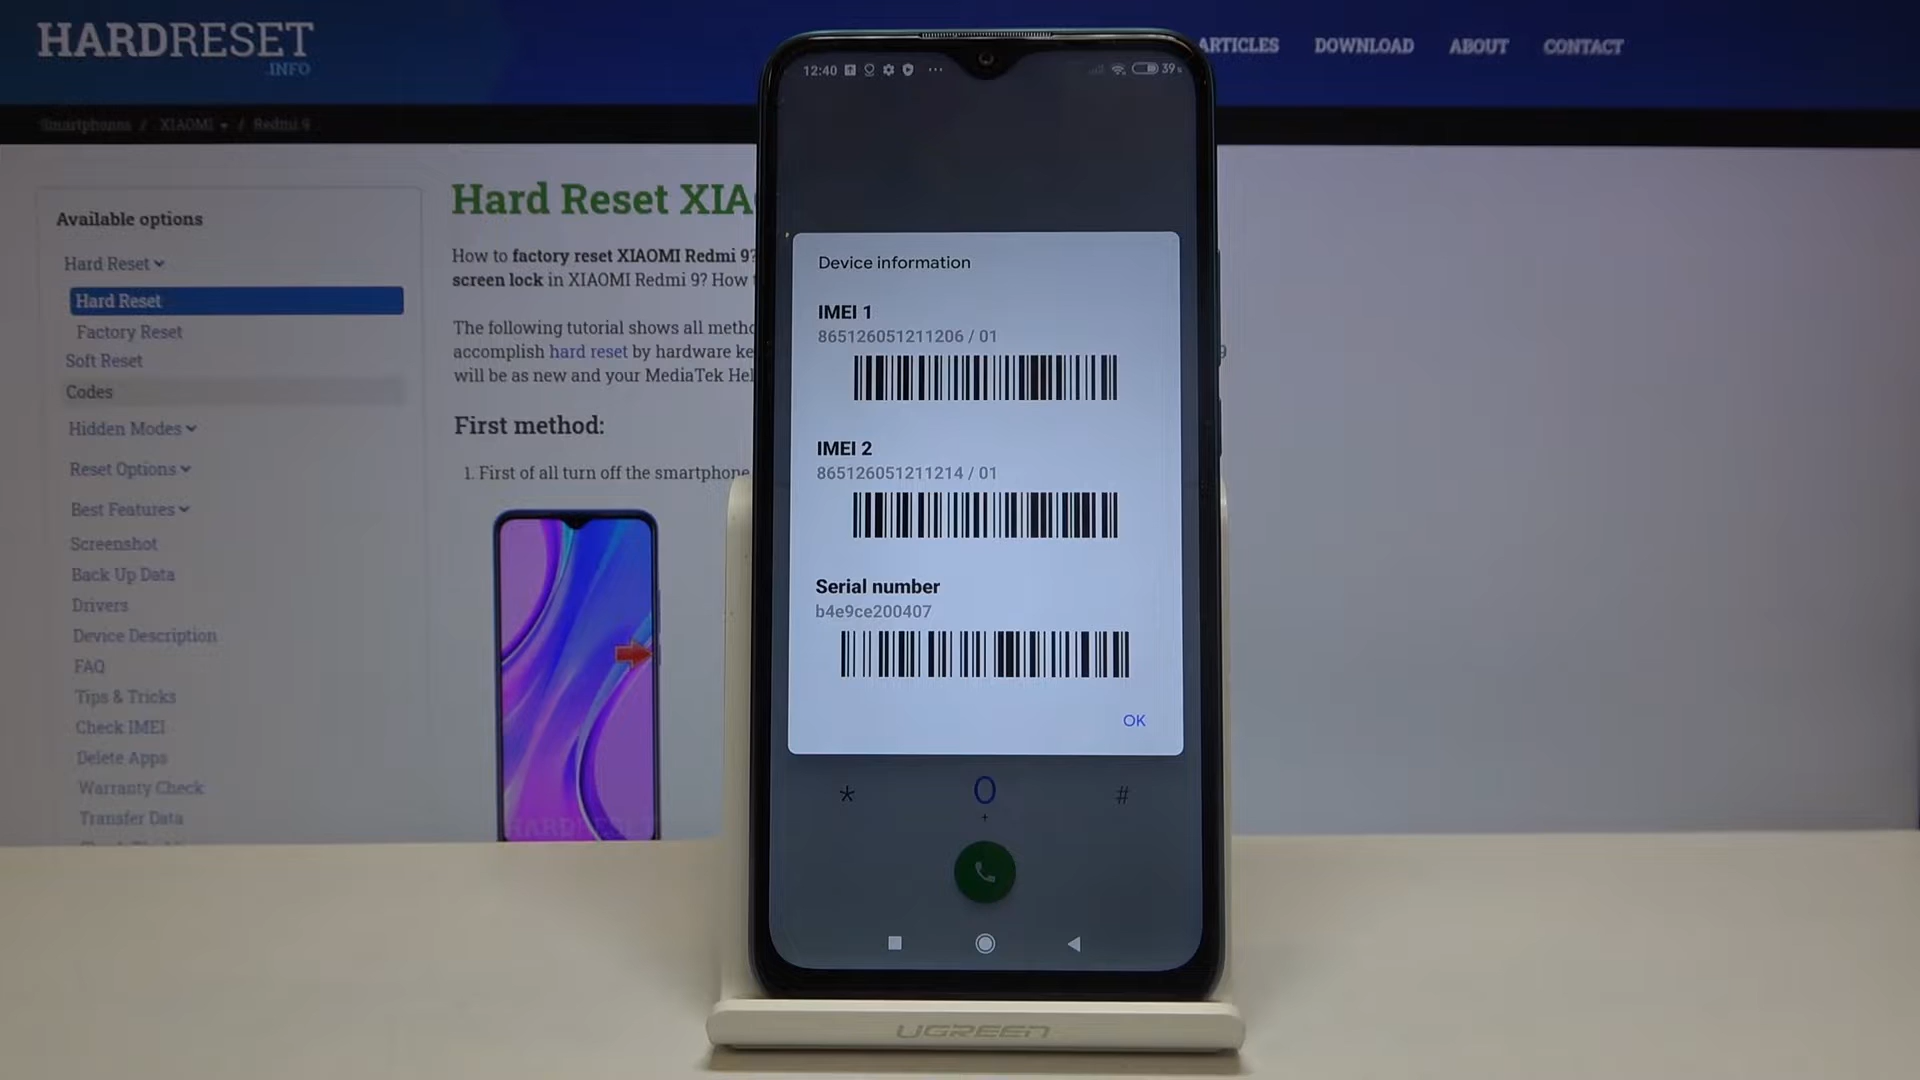 HARDRESET
.INFO
ARTICLES DOWNLOAD ABOUT CONTACT
Smartphones / XIAOMI / Redmi 9
Available options
Hard Reset
Hard Reset
Factory Reset
Soft Reset
Codes
Hidden Modes
Reset Options
Best Features
Screenshot
Back Up Data
Drivers
Device Description
FAQ
Tips & Tricks
Check IMEI
Delete Apps
Warranty Check
Transfer Data
Hard Reset XIA
How to factory reset XIAOMI Redmi 9?
screen lock in XIAOMI Redmi 9? How
The following tutorial shows all metho
accomplish hard reset by hardware ke
will be as new and your MediaTek Hel
First method:
1. First of all turn off the smartphone
HARDRESET
12:40 ... 39%
Device information
IMEI 1
865126051211206 / 01
IMEI 2
865126051211214 / 01
Serial number
b4e9ce200407
OK
* 0 #
+
UGREEN